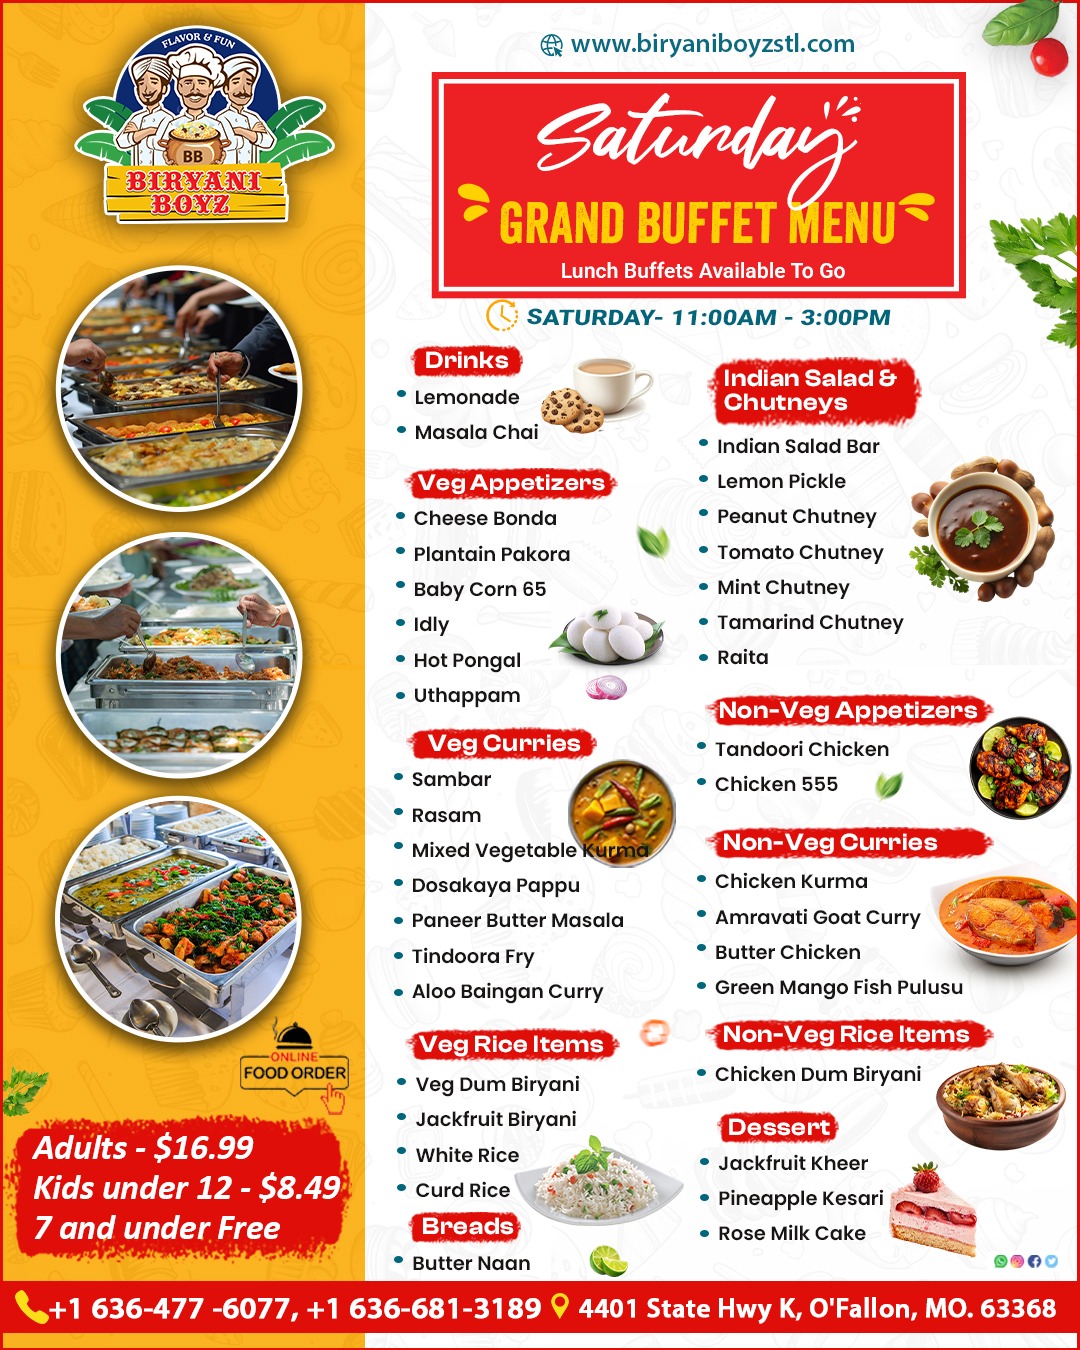 FLAVOR & FUN
BB
BIRYANI
BOYZ
www.biryaniboyzstl.com
Saturday
GRAND BUFFET MENU
Lunch Buffets Available To Go
SATURDAY- 11:00AM - 3:00PM
Drinks
Lemonade
Masala Chai
Veg Appetizers
Cheese Bonda
Plantain Pakora
Baby Corn 65
Idly
Hot Pongal
Uthappam
Veg Curries
Sambar
Rasam
Mixed Vegetable Kurma
Dosakaya Pappu
Paneer Butter Masala
Tindoora Fry
Aloo Baingan Curry
Veg Rice Items
Veg Dum Biryani
Jackfruit Biryani
White Rice
Curd Rice
Breads
Butter Naan
Indian Salad &
Chutneys
Indian Salad Bar
Lemon Pickle
Peanut Chutney
Tomato Chutney
Mint Chutney
Tamarind Chutney
Raita
Non-Veg Appetizers
Tandoori Chicken
Chicken 555
Non-Veg Curries
Chicken Kurma
Amravati Goat Curry
Butter Chicken
Green Mango Fish Pulusu
Non-Veg Rice Items
Chicken Dum Biryani
Dessert
Jackfruit Kheer
Pineapple Kesari
Rose Milk Cake
ONLINE
FOOD ORDER
Adults - $16.99
Kids under 12 - $8.49
7 and under Free
+1 636-477 -6077, +1 636-681-3189 4401 State Hwy K, O'Fallon, MO. 63368